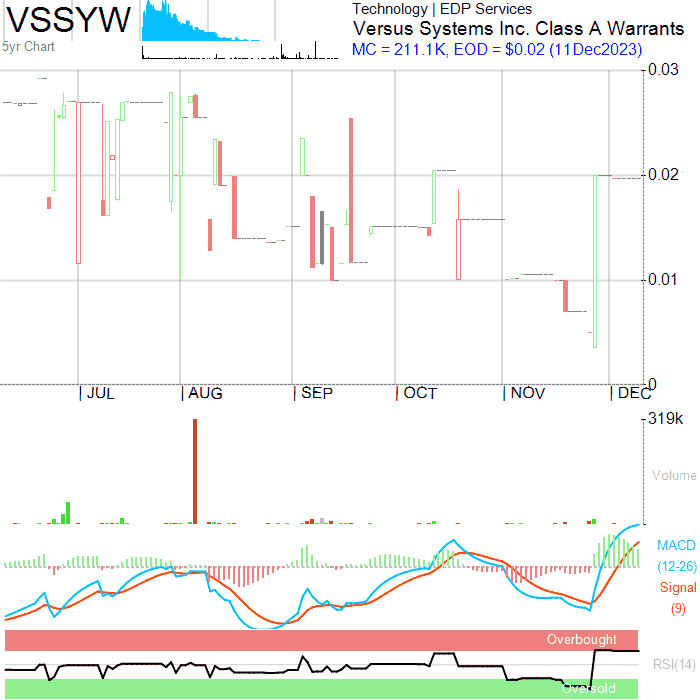 VSSYW
5yr Chart
Technology | EDP Services
Versus Systems Inc. Class A Warrants
MC = 211.1K, EOD = $0.02 (11Dec2023)
0.03
0.02
0.01
0
| JUL | AUG | SEP | OCT | NOV | DEC
319k
Volume
MACD
(12-26)
Signal
(9)
Overbought
RSI(14)
Oversold